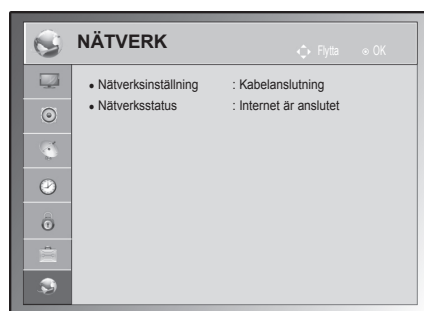 NÄTVERK
Flytta OK
• Nätverksinställning : Kabelanslutning
• Nätverksstatus : Internet är anslutet